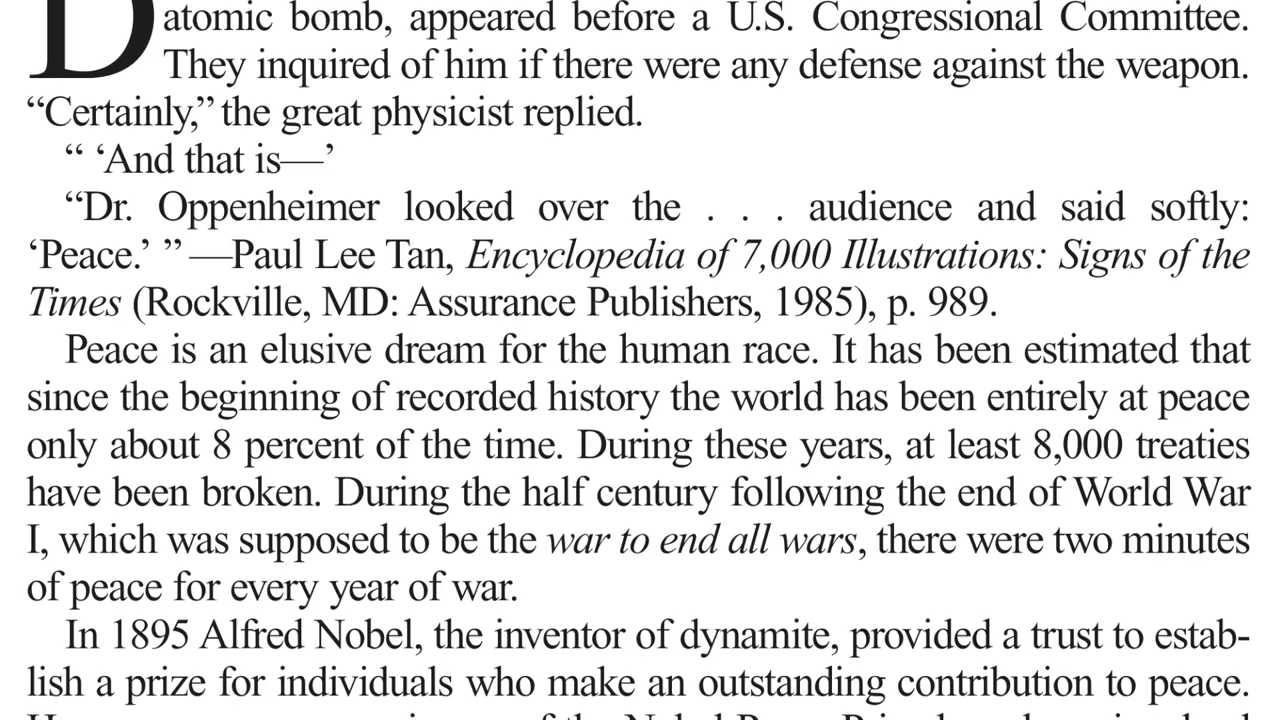 D
atomic bomb, appeared before a U.S. Congressional Committee.
They inquired of him if there were any defense against the weapon.
“Certainly,” the great physicist replied.
“ ‘And that is—’
“Dr. Oppenheimer looked over the . . . audience and said softly:
‘Peace.’ ” —Paul Lee Tan, Encyclopedia of 7,000 Illustrations: Signs of the
Times (Rockville, MD: Assurance Publishers, 1985), p. 989.
Peace is an elusive dream for the human race. It has been estimated that
since the beginning of recorded history the world has been entirely at peace
only about 8 percent of the time. During these years, at least 8,000 treaties
have been broken. During the half century following the end of World War
I, which was supposed to be the war to end all wars, there were two minutes
of peace for every year of war.
In 1895 Alfred Nobel, the inventor of dynamite, provided a trust to estab-
lish a prize for individuals who make an outstanding contribution to peace.
of the Nobel Peace